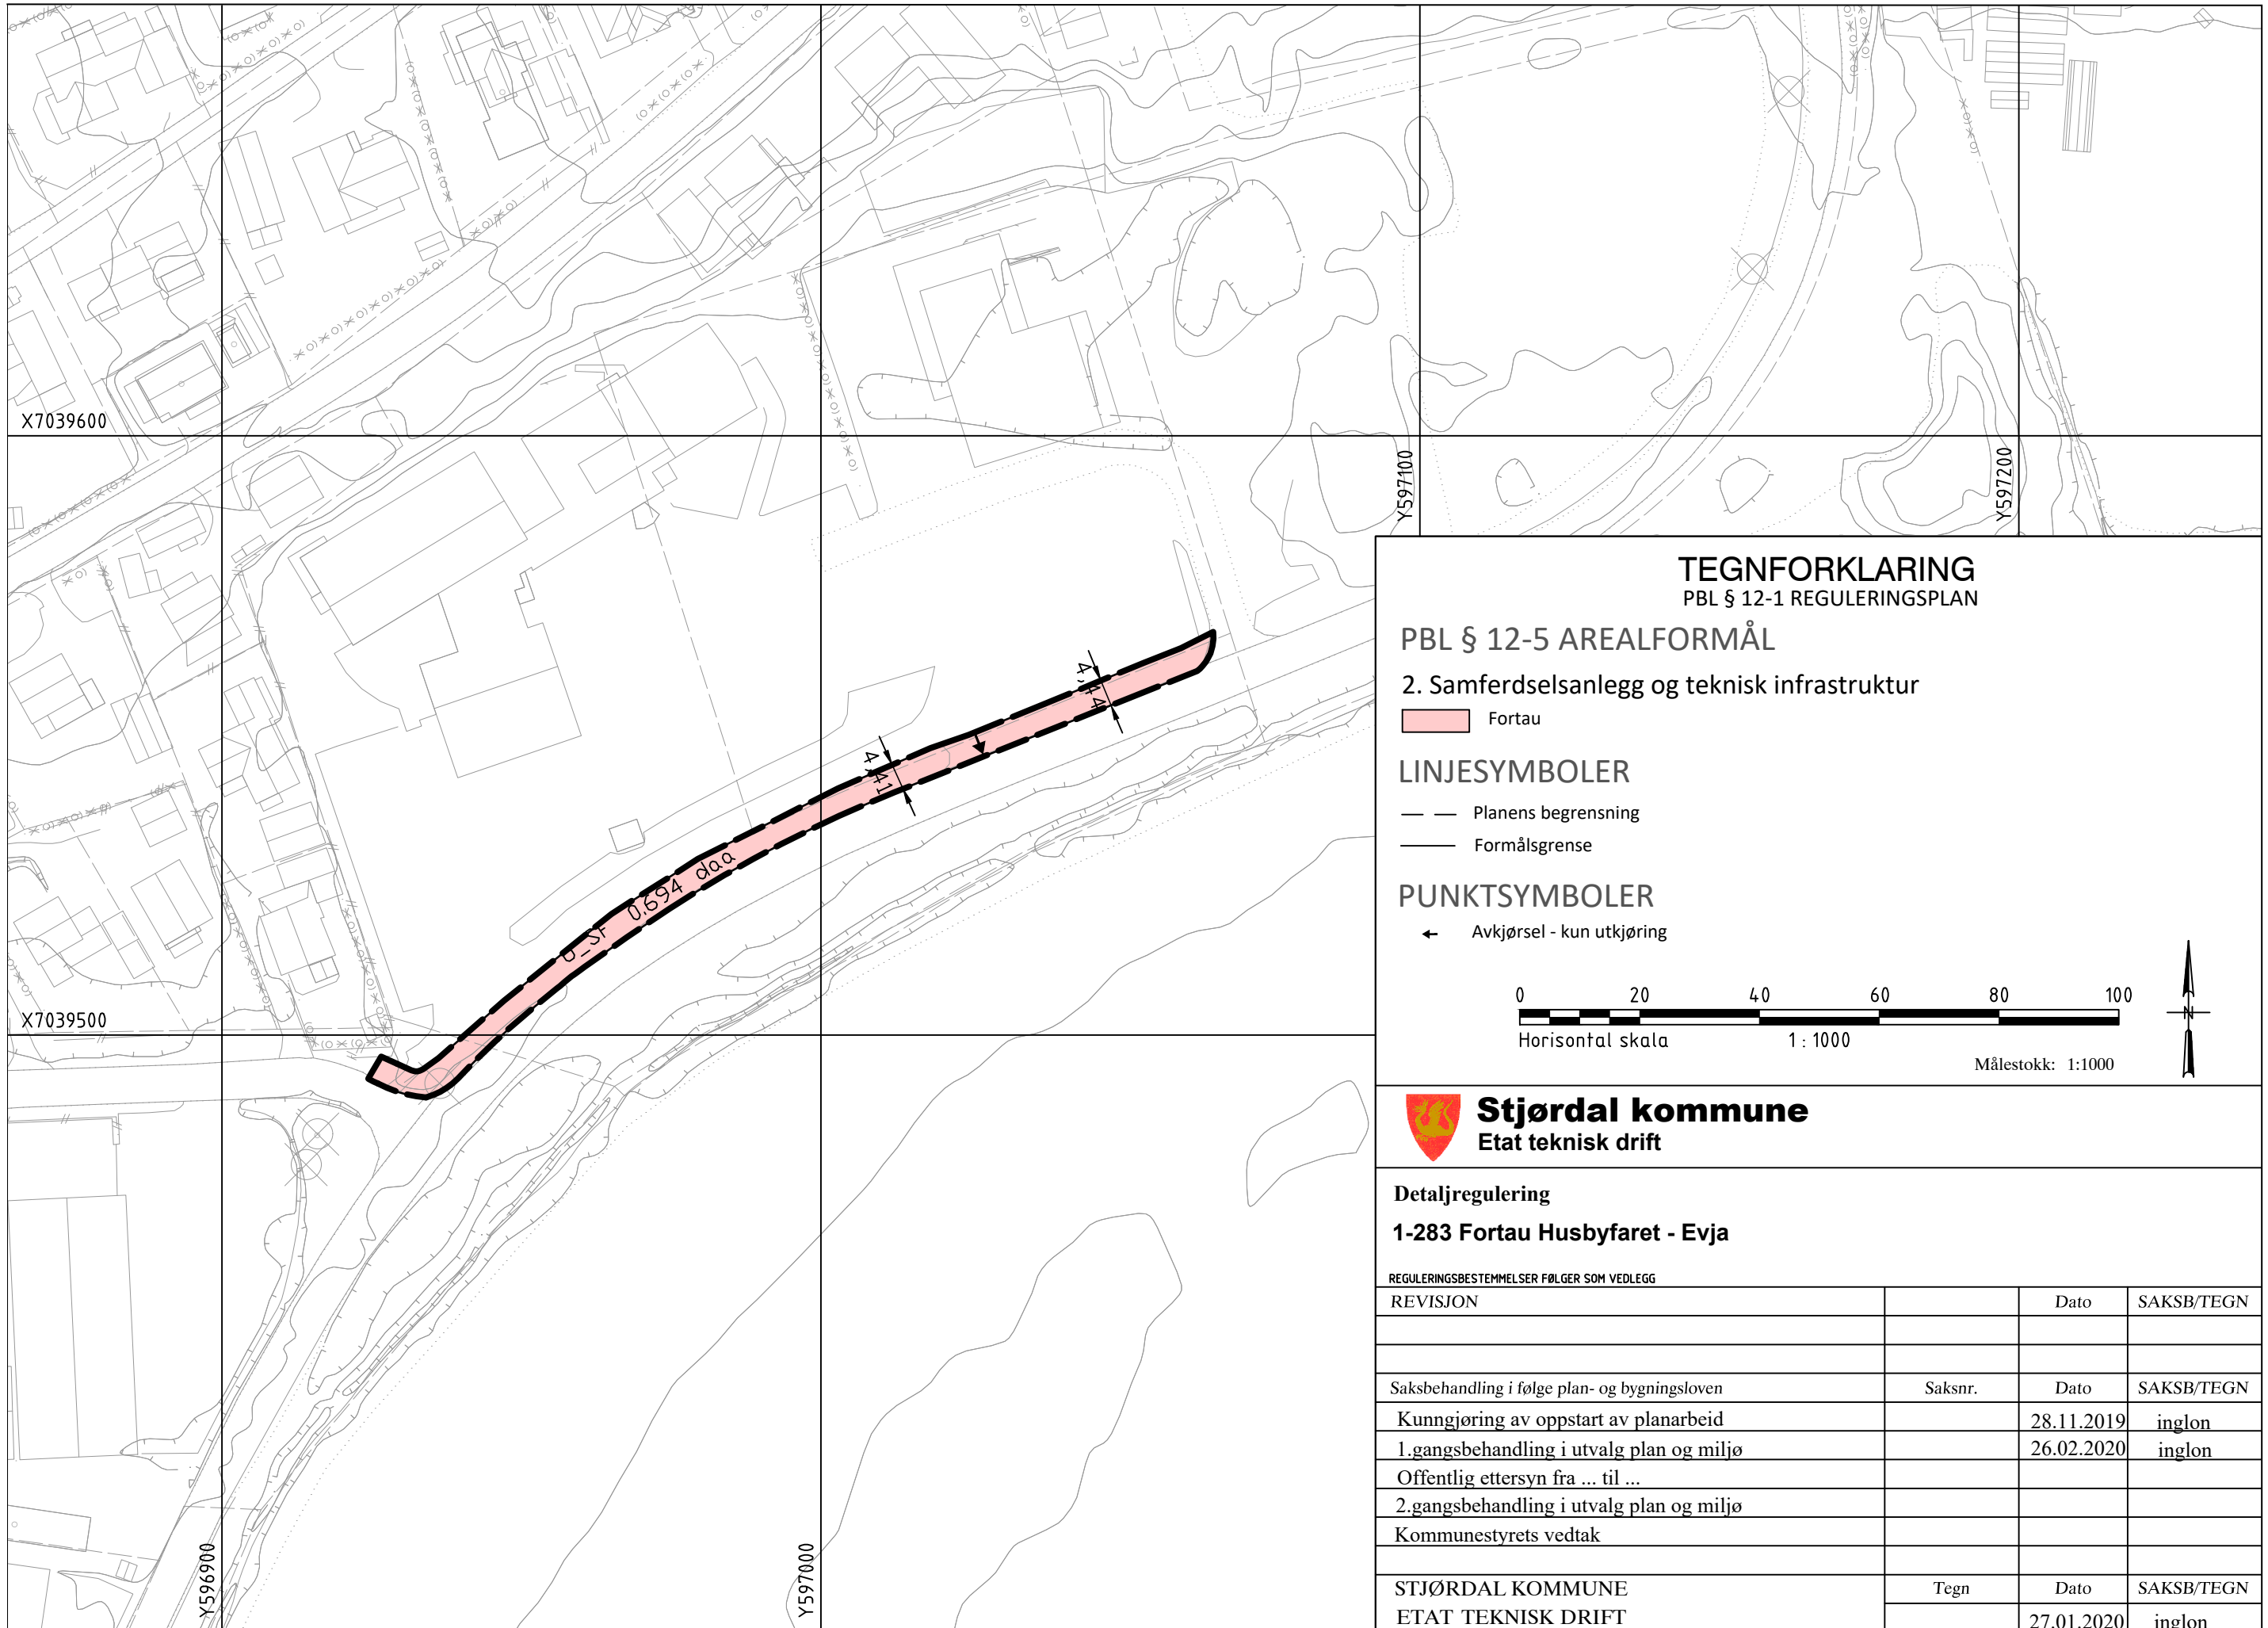 X7039600
Y597100
Y597200
4,44
4,41
O_SF 0.694 daa
X7039500
Y596900
Y597000
TEGNFORKLARING
PBL § 12-1 REGULERINGSPLAN
PBL § 12-5 AREALFORMÅL
2. Samferdselsanlegg og teknisk infrastruktur
Fortau
LINJESYMBOLER
Planens begrensning
Formålsgrense
PUNKTSYMBOLER
Avkjørsel - kun utkjøring
0 20 40 60 80 100
Horisontal skala 1 : 1000
N
Målestokk: 1:1000
Stjørdal kommune
Etat teknisk drift
Detaljregulering
1-283 Fortau Husbyfaret - Evja
REGULERINGSBESTEMMELSER FØLGER SOM VEDLEGG
REVISJON Dato SAKSB/TEGN
Saksbehandling i følge plan- og bygningsloven Saksnr. Dato SAKSB/TEGN
Kunngjøring av oppstart av planarbeid 28.11.2019 inglon
1.gangsbehandling i utvalg plan og miljø 26.02.2020 inglon
Offentlig ettersyn fra ... til ...
2.gangsbehandling i utvalg plan og miljø
Kommunestyrets vedtak
STJØRDAL KOMMUNE Tegn Dato SAKSB/TEGN
ETAT TEKNISK DRIFT 27.01.2020 inglon